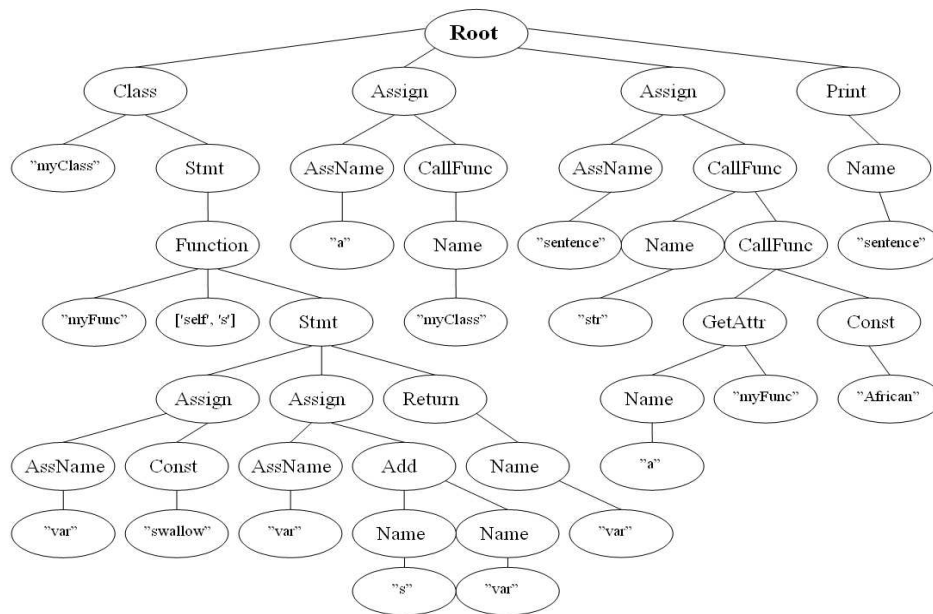 Root
Class Assign Assign Print
”myClass” Stmt AssName CallFunc AssName CallFunc Name
Function ”a” Name ”sentence” Name CallFunc ”sentence”
”myFunc” ['self', 's'] Stmt ”myClass” ”str” GetAttr Const
Assign Assign Return Name ”myFunc” ”African”
AssName Const AssName Add Name ”a”
”var” ”swallow” ”var” Name Name ”var”
”s” ”var”